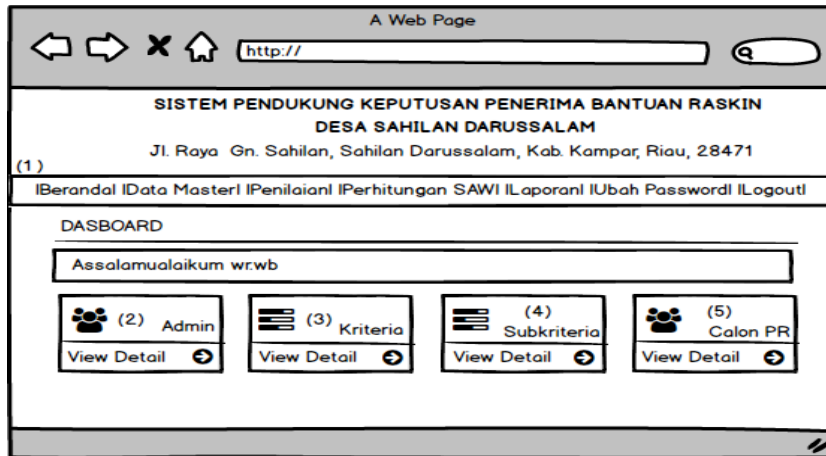 A Web Page
http://
SISTEM PENDUKUNG KEPUTUSAN PENERIMA BANTUAN RASKIN
DESA SAHILAN DARUSSALAM
Jl. Raya Gn. Sahilan, Sahilan Darussalam, Kab. Kampar, Riau, 28471
(1)
|Beranda| |Data Master| |Penilaian| |Perhitungan SAW| |Laporan| |Ubah Password| |Logout|
DASBOARD
Assalamualaikum wr.wb
(2) Admin
View Detail
(3) Kriteria
View Detail
(4)
Subkriteria
View Detail
(5)
Calon PR
View Detail